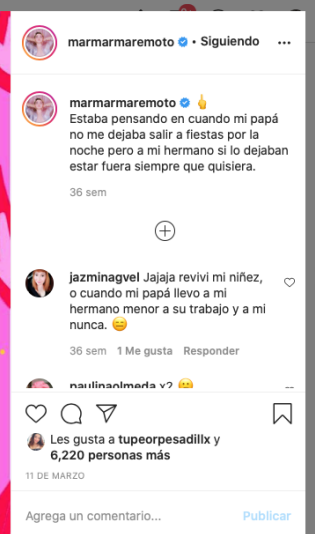 marmarmaremoto • Siguiendo
marmarmaremoto
Estaba pensando en cuando mi papá
no me dejaba salir a fiestas por la
noche pero a mi hermano si lo dejaban
estar fuera siempre que quisiera.
36 sem
jazminagvel Jajaja revivi mi niñez,
o cuando mi papá llevo a mi
hermano menor a su trabajo y a mi
nunca. 😑
36 sem 1 Me gusta Responder
paulinaolmeda x2
Les gusta a tupeorpesadillx y
6,220 personas más
11 DE MARZO
Agrega un comentario...
Publicar